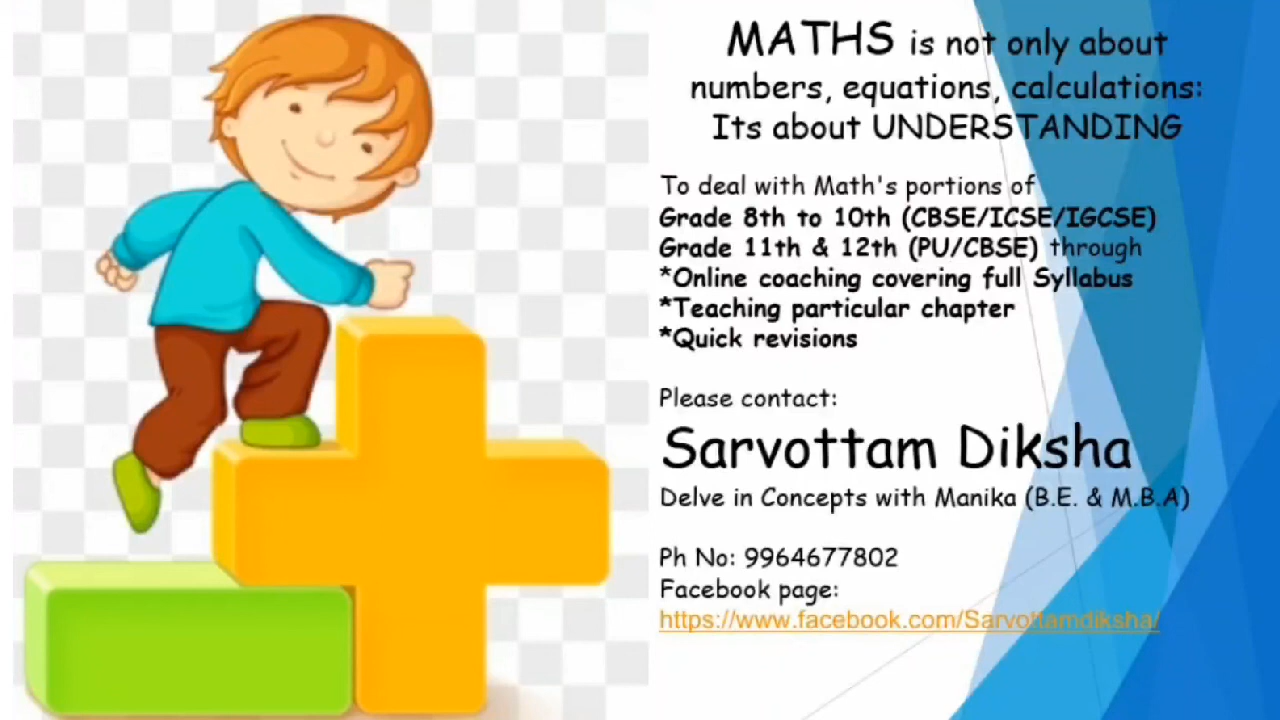 MATHS is not only about
numbers, equations, calculations:
Its about UNDERSTANDING
To deal with Math's portions of
Grade 8th to 10th (CBSE/ICSE/IGCSE)
Grade 11th & 12th (PU/CBSE) through
*Online coaching covering full Syllabus
*Teaching particular chapter
*Quick revisions
Please contact:
Sarvottam Diksha
Delve in Concepts with Manika (B.E. & M.B.A)
Ph No: 9964677802
Facebook page:
https://www.facebook.com/Sarvottamdiksha/